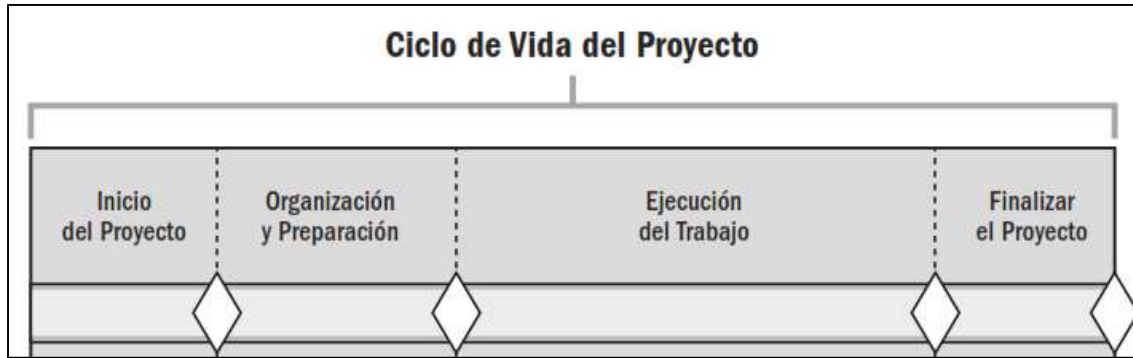 Ciclo de Vida del Proyecto
Inicio
del Proyecto
Organización
y Preparación
Ejecución
del Trabajo
Finalizar
el Proyecto